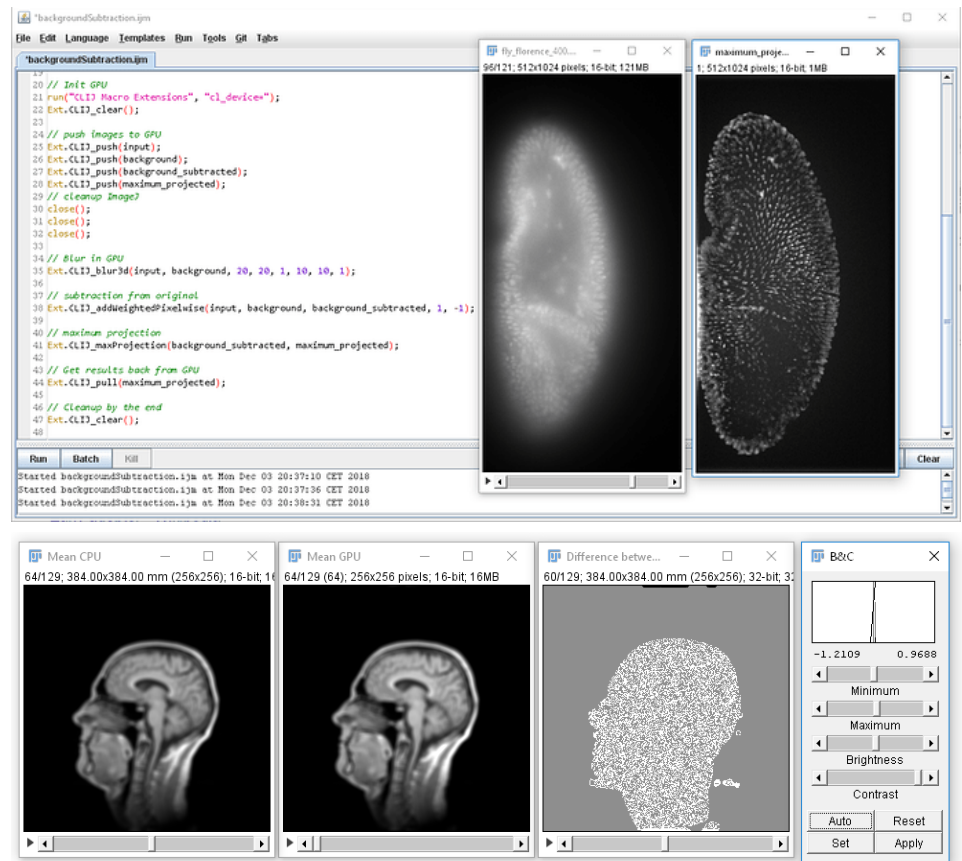 *backgroundSubtraction.ijm
File Edit Language Templates Run Tools Git Tabs
*backgroundSubtraction.ijm
19
20 // Init GPU
21 run("CLIJ Macro Extensions", "cl_device=");
22 Ext.CLIJ_clear();
23
24 // push images to GPU
25 Ext.CLIJ_push(input);
26 Ext.CLIJ_push(background);
27 Ext.CLIJ_push(background_subtracted);
28 Ext.CLIJ_push(maximum_projected);
29 // cleanup ImageJ
30 close();
31 close();
32 close();
33
34 // Blur in GPU
35 Ext.CLIJ_blur3d(input, background, 20, 20, 1, 10, 10, 1);
36
37 // subtraction from original
38 Ext.CLIJ_addWeightedPixelwise(input, background, background_subtracted, 1, -1);
39
40 // maximum projection
41 Ext.CLIJ_maxProjection(background_subtracted, maximum_projected);
42
43 // Get results back from GPU
44 Ext.CLIJ_pull(maximum_projected);
45
46 // Cleanup by the end
47 Ext.CLIJ_clear();
48
fly_florence_400...
96/121; 512x1024 pixels; 16-bit; 121MB
maximum_proje...
1; 512x1024 pixels; 16-bit; 1MB
Run Batch Kill Clear
Started backgroundSubtraction.ijm at Mon Dec 03 20:37:10 CET 2018
Started backgroundSubtraction.ijm at Mon Dec 03 20:37:36 CET 2018
Started backgroundSubtraction.ijm at Mon Dec 03 20:38:31 CET 2018
Mean CPU
64/129; 384.00x384.00 mm (256x256); 16-bit; 16
Mean GPU
64/129 (64); 256x256 pixels; 16-bit; 16MB
Difference betwe...
60/129; 384.00x384.00 mm (256x256); 32-bit; 32
B&C
-1.2109 0.9688
Minimum
Maximum
Brightness
Contrast
Auto Reset
Set Apply